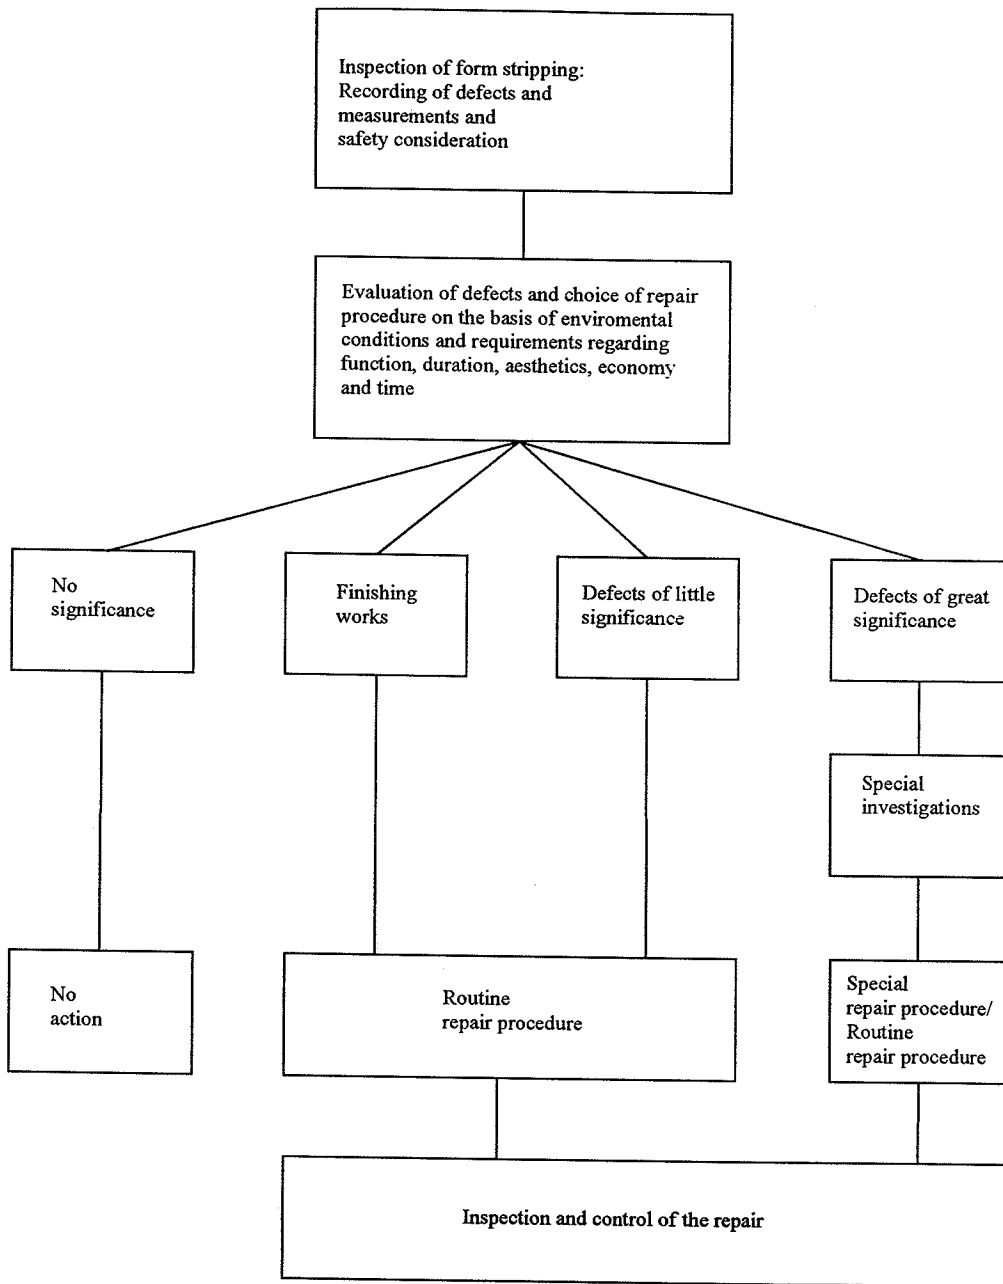 Inspection of form stripping:
Recording of defects and
measurements and
safety consideration
Evaluation of defects and choice of repair
procedure on the basis of enviromental
conditions and requirements regarding
function, duration, aesthetics, economy
and time
No
significance
Finishing
works
Defects of little
significance
Defects of great
significance
Special
investigations
No
action
Routine
repair procedure
Special
repair procedure/
Routine
repair procedure
Inspection and control of the repair